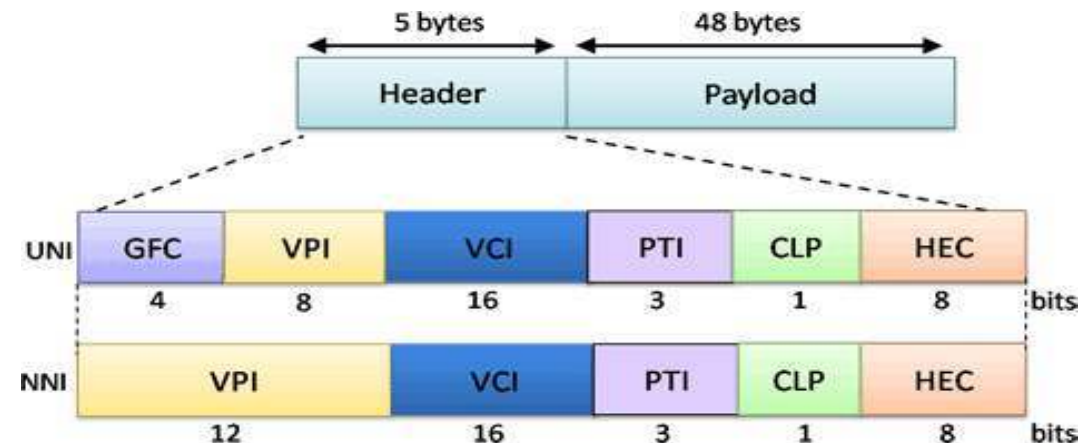 5 bytes 48 bytes
Header Payload
UNI GFC VPI VCI PTI CLP HEC
4 8 16 3 1 8 bits
NNI VPI VCI PTI CLP HEC
12 16 3 1 8 bits